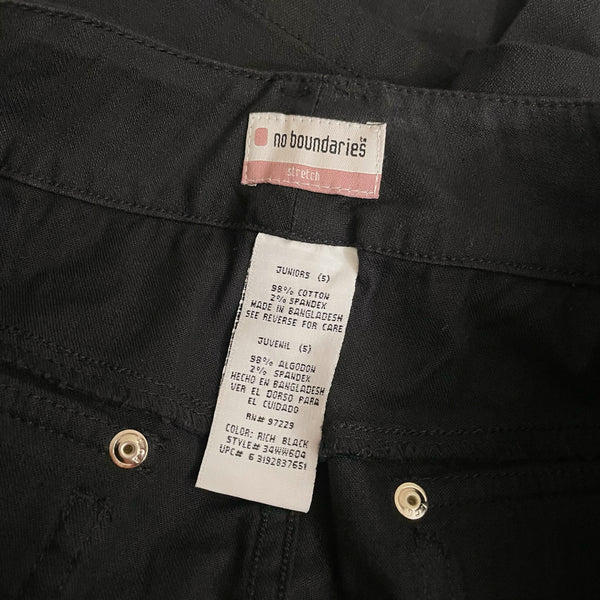 no boundaries tm
stretch
JUNIORS (5)
98% COTTON
2% SPANDEX
MADE IN BANGLADESH
SEE REVERSE FOR CARE
JUVENIL (5)
98% ALGODON
2% SPANDEX
HECHO EN BANGLADESH
VER EL DORSO PARA
EL CUIDADO
RN# 97229
COLOR: RICH BLACK
STYLE# 34WW604
UPC# 6 3192837651